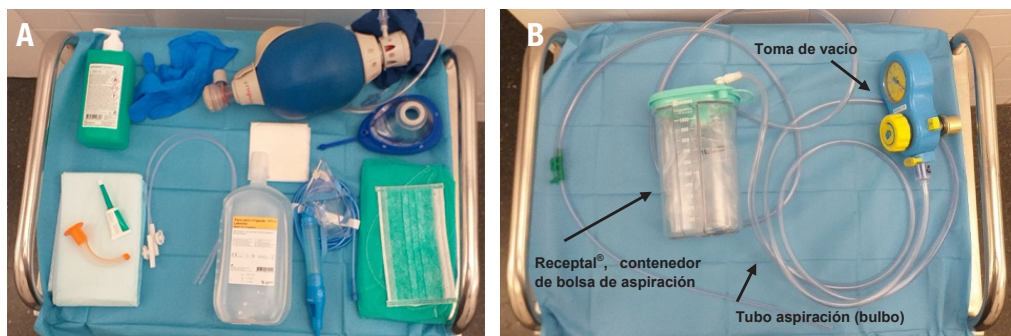 A
B
Toma de vacío
Receptal®, contenedor
de bolsa de aspiración
Tubo aspiración (bulbo)